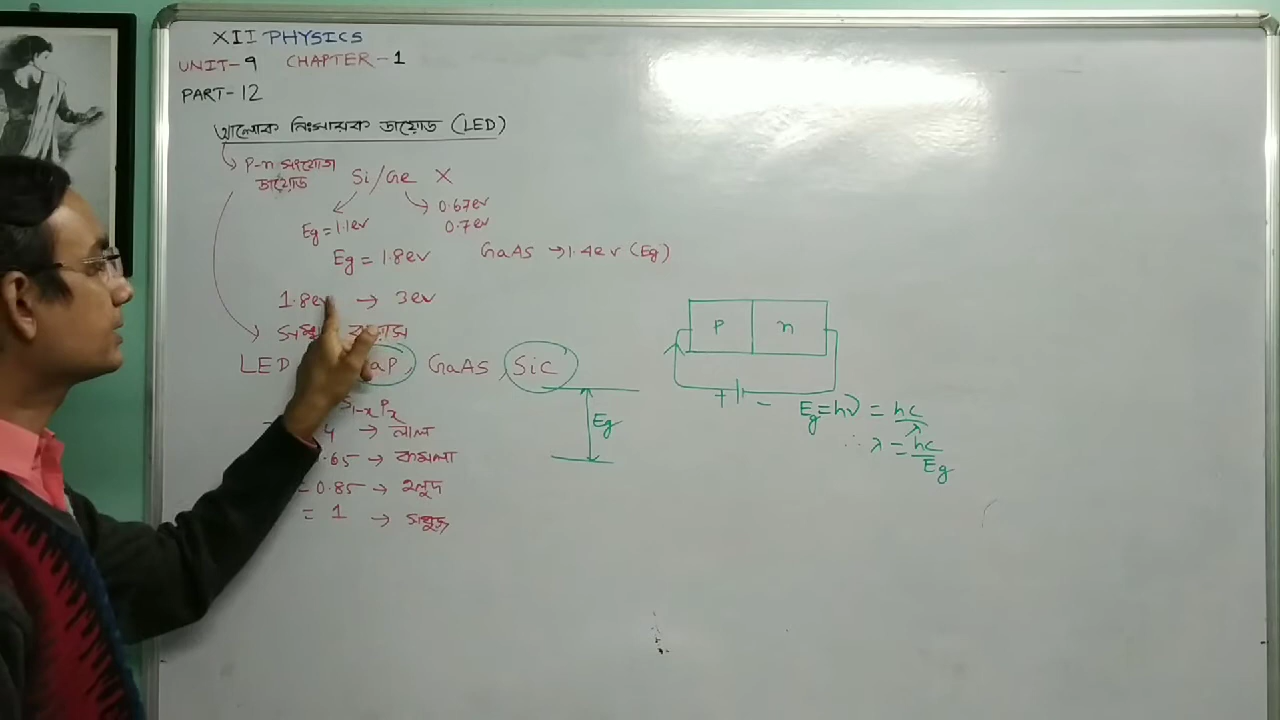 XII PHYSICS
UNIT-9 CHAPTER-1
PART-12
আলোক নিঃসারক ডায়োড (LED)
P-n সংযোগ ডায়োড
Si/Ge X
0.67ev
Eg=1.1ev 0.7ev
Eg = 1.8ev GaAs → 1.4ev (Eg)
1.8ev → 3ev
LED GaAs, SiC
P n
+ -
Eg
Eg=hν = hc/λ
∴ λ = hc/Eg
1-x Px
4 → লাল
.65 → কমলা
= 0.85 → হলুদ
= 1 → সবুজ